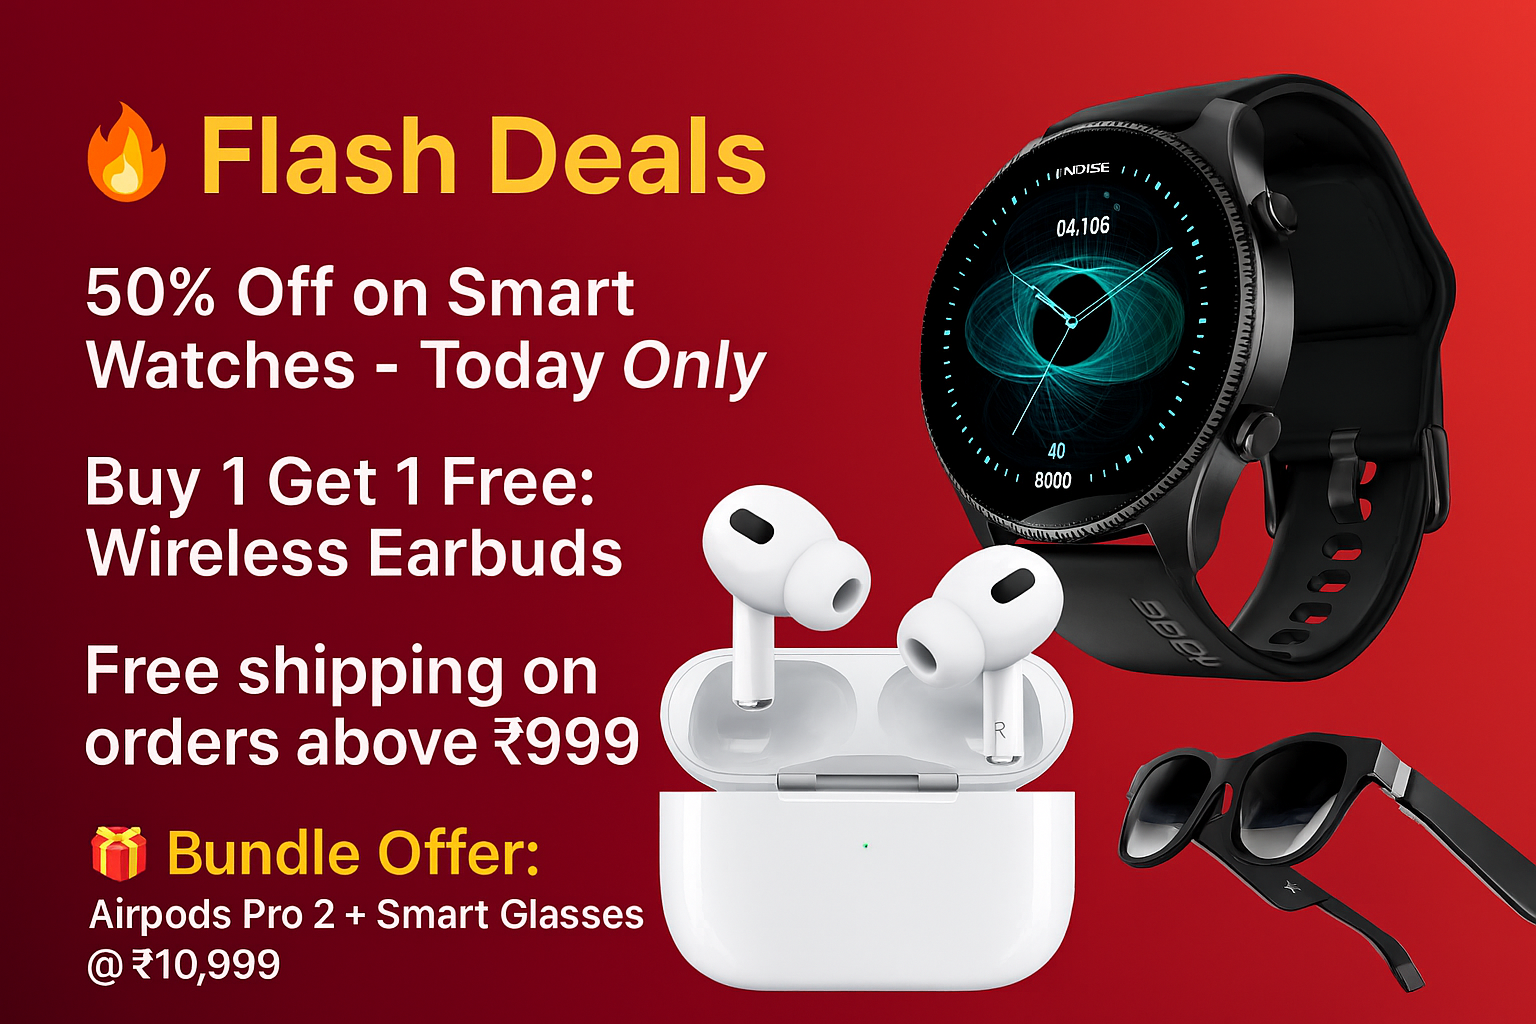 🔥 Flash Deals
50% Off on Smart
Watches - Today Only
Buy 1 Get 1 Free:
Wireless Earbuds
Free shipping on
orders above ₹999
🎁 Bundle Offer:
Airpods Pro 2 + Smart Glasses
@ ₹10,999
NDISE
04,106
40
8000
R